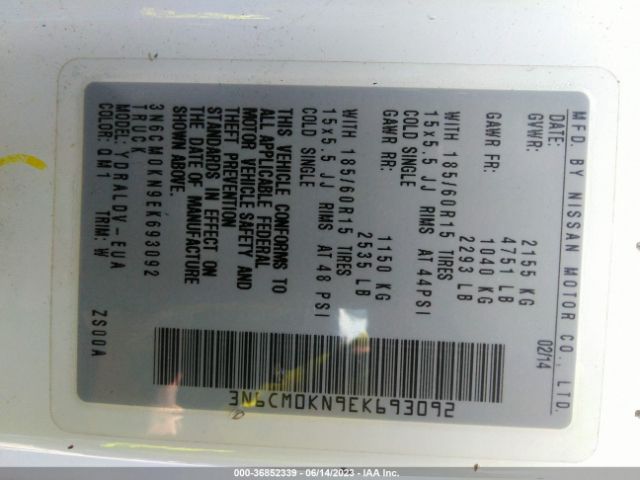 MFD. BY NISSAN MOTOR CO., LTD.
DATE: 02/14
GVWR: 2155 KG
4751 LB
GAWR FR: 1040 KG
2293 LB
WITH 185/60R15 TIRES
15x5.5 JJ RIMS AT 44PSI
COLD SINGLE
GAWR RR: 1150 KG
2535 LB
WITH 185/60R15 TIRES
15x5.5 JJ RIMS AT 48 PSI
COLD SINGLE
THIS VEHICLE CONFORMS TO
ALL APPLICABLE FEDERAL
MOTOR VEHICLE SAFETY AND
THEFT PREVENTION
STANDARDS IN EFFECT ON
THE DATE OF MANUFACTURE
SHOWN ABOVE.
3N6CM0KN9EK693092
TRUCK
COLOR: QM1 TRIM: W ZS00A
3N6CM0KN9EK693092
000-36852339 - 06/14/2023 - IAA Inc.